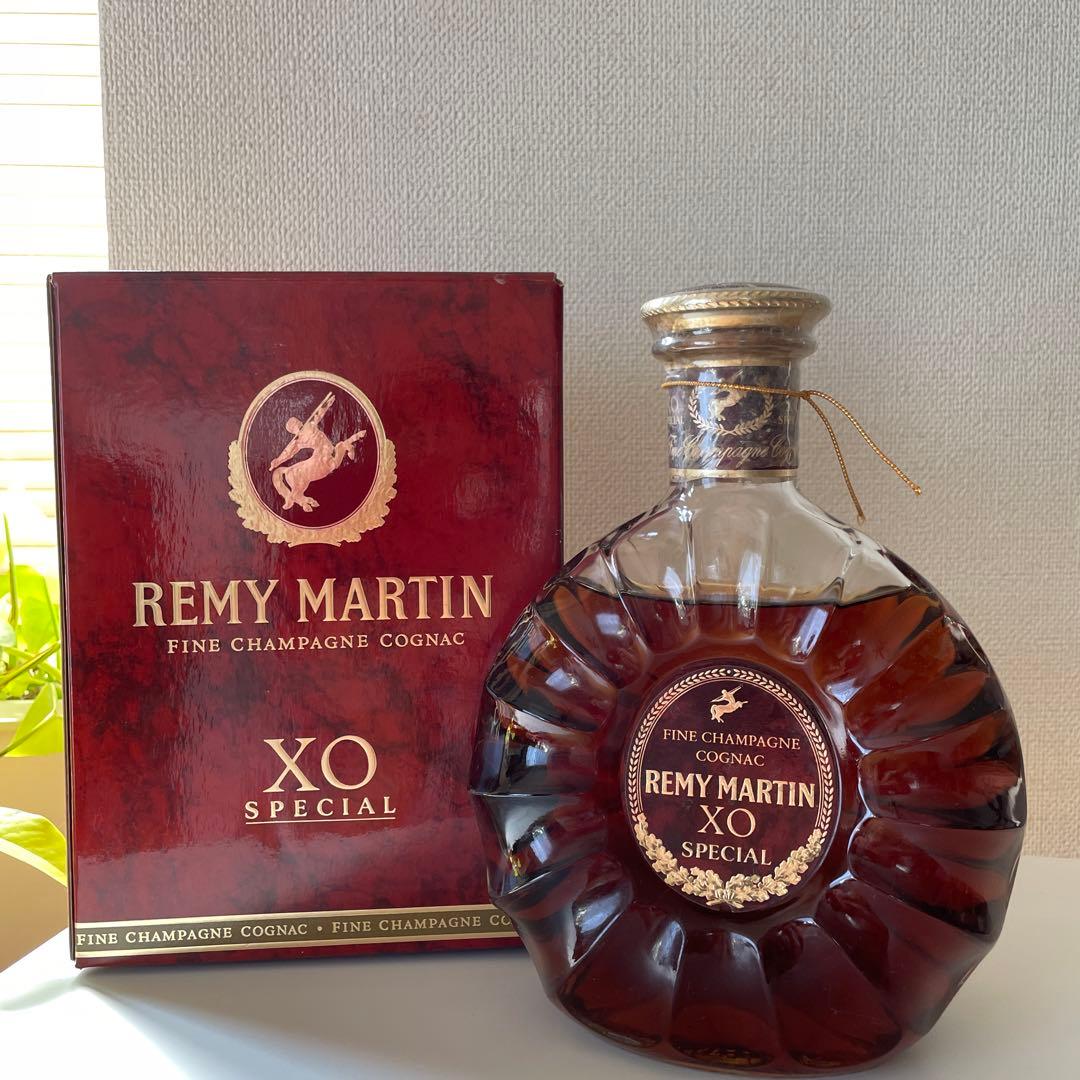 REMY MARTIN
FINE CHAMPAGNE COGNAC
XO
SPECIAL
FINE CHAMPAGNE COGNAC • FINE CHAMPAGNE
Champagne
FINE CHAMPAGNE
COGNAC
REMY MARTIN
XO
SPECIAL